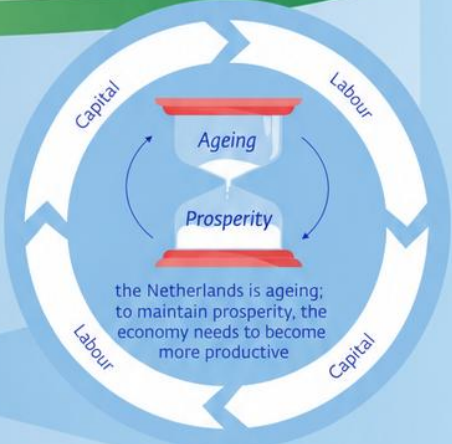 Capital
Labour
Ageing
Prosperity
the Netherlands is ageing;
to maintain prosperity, the
economy needs to become
more productive
Labour
Capital